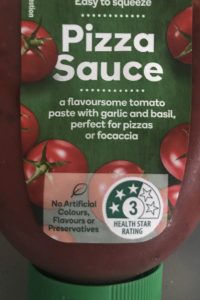 Easy to squeeze
Pizza
Sauce
a flavoursome tomato
paste with garlic and basil,
perfect for pizzas
or focaccia
No Artificial
Colours,
Flavours or
Preservatives
3
HEALTH STAR
RATING